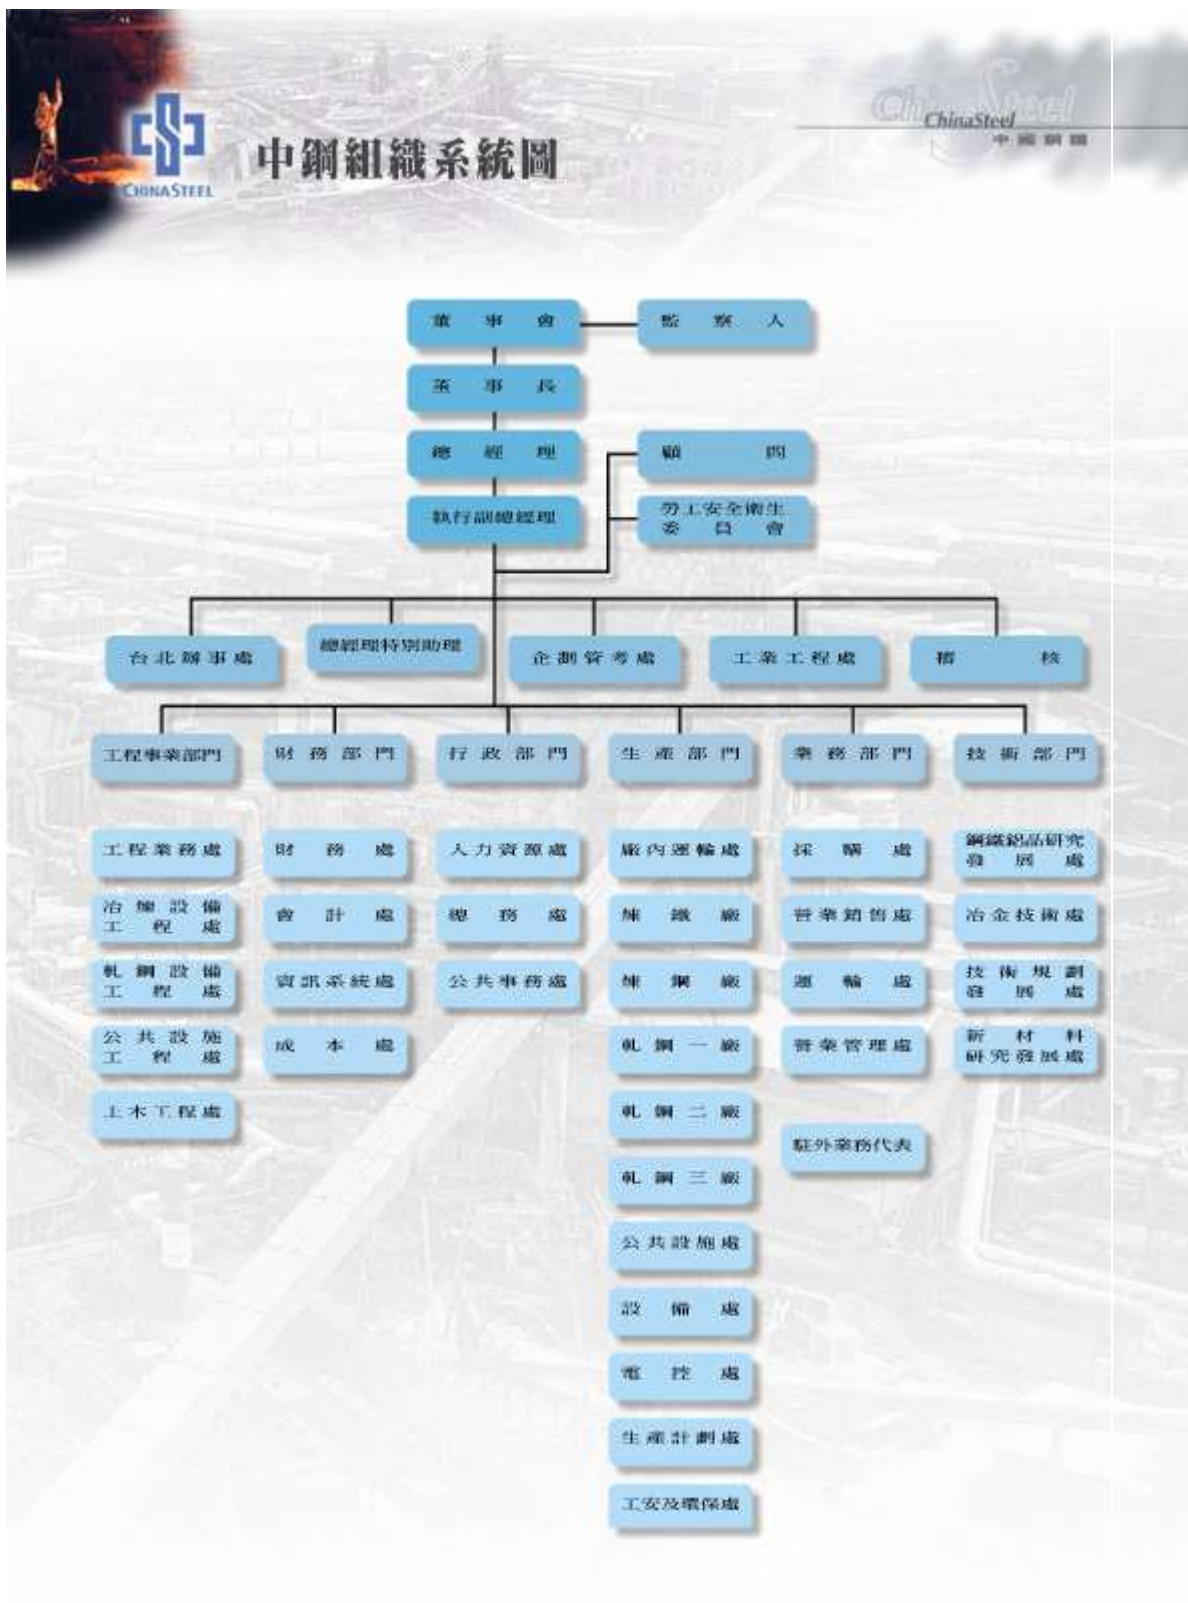 ChinaSteel
ChinaSteel
中國鋼鐵
CHINA STEEL
中鋼組織系統圖
董事會
監察人
董事長
總經理
顧問
執行副總經理
勞工安全衛生
委員會
台北辦事處
總經理特別助理
企劃管考處
工業工程處
稽核
工程事業部門
財務部門
行政部門
生產部門
業務部門
技術部門
工程業務處
財務處
人力資源處
廠內運輸處
採購處
鋼鐵鋁品研究
發展處
冶煉設備
工程處
會計處
總務處
煉鐵廠
營業銷售處
冶金技術處
軋鋼設備
工程處
資訊系統處
公共事務處
煉鋼廠
運輸處
技術規劃
發展處
公共設施
工程處
成本處
軋鋼一廠
營業管理處
新材料
研究發展處
土木工程處
軋鋼二廠
駐外業務代表
軋鋼三廠
公共設施處
設備處
電控處
生產計劃處
工安及環保處